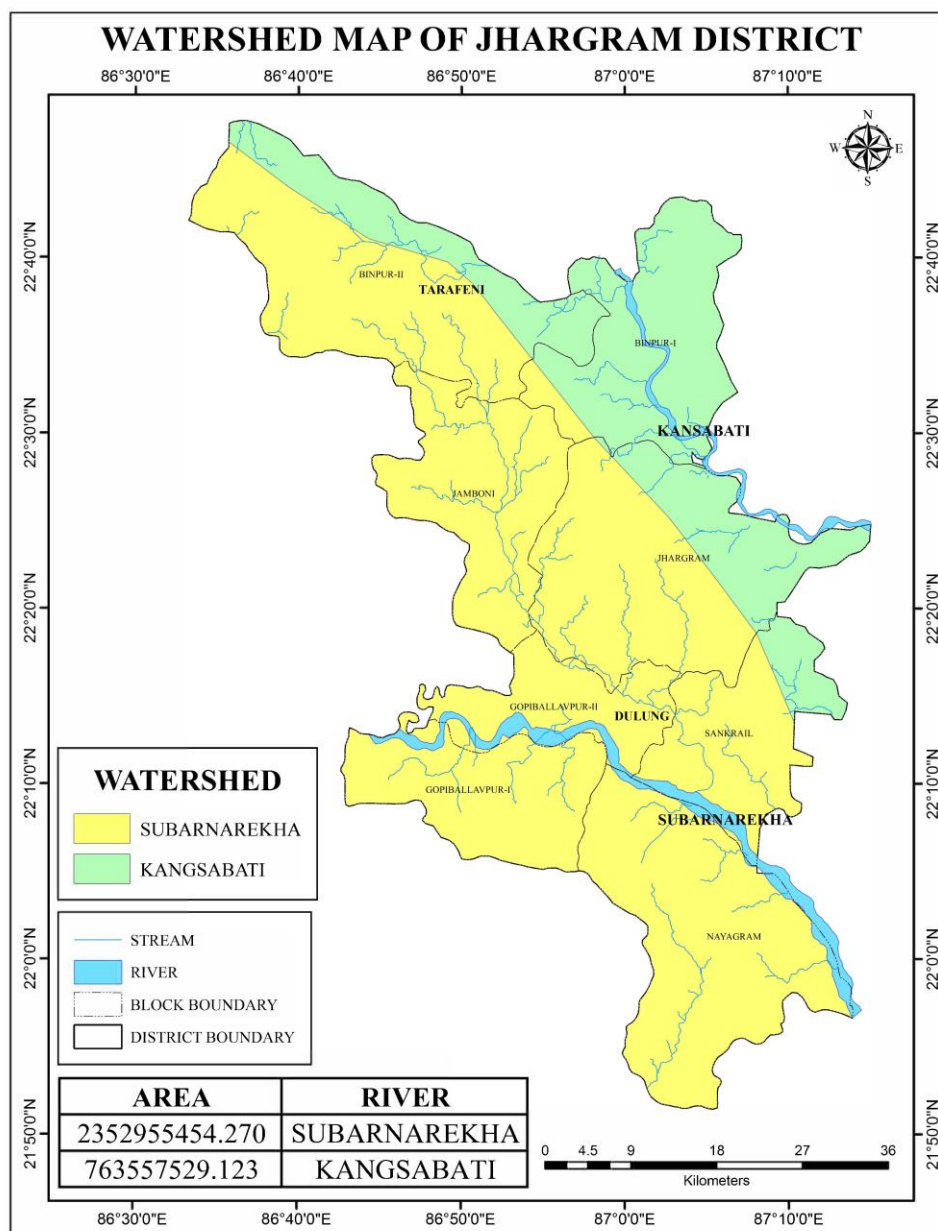 WATERSHED MAP OF JHARGRAM DISTRICT
86°30'0"E 86°40'0"E 86°50'0"E 87°0'0"E 87°10'0"E
N
W E
S
22°40'0"N 22°40'0"N
BINPUR-II
TARAFENI
BINPUR-I
22°30'0"N 22°30'0"N
KANSABATI
JAMBONI
JHARGRAM
22°20'0"N 22°20'0"N
GOPIBALLAVPUR-II
DULUNG
SANKRAIL
22°10'0"N 22°10'0"N
GOPIBALLAVPUR-I
SUBARNAREKHA
NAYAGRAM
22°0'0"N 22°0'0"N
WATERSHED
SUBARNAREKHA
KANGSABATI
STREAM
RIVER
BLOCK BOUNDARY
DISTRICT BOUNDARY
AREA RIVER
2352955454.270 SUBARNAREKHA
763557529.123 KANGSABATI
21°50'0"N 21°50'0"N
0 4.5 9 18 27 36
Kilometers
86°30'0"E 86°40'0"E 86°50'0"E 87°0'0"E 87°10'0"E